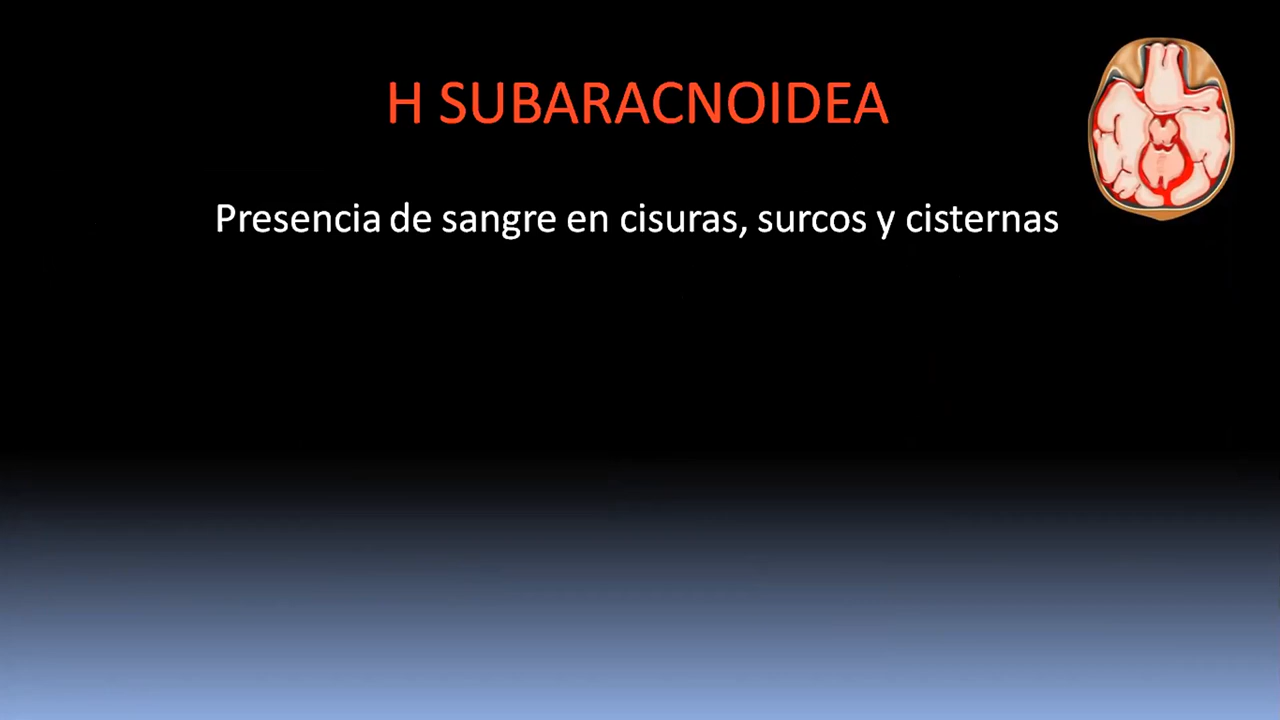 H SUBARACNOIDEA
Presencia de sangre en cisuras, surcos y cisternas